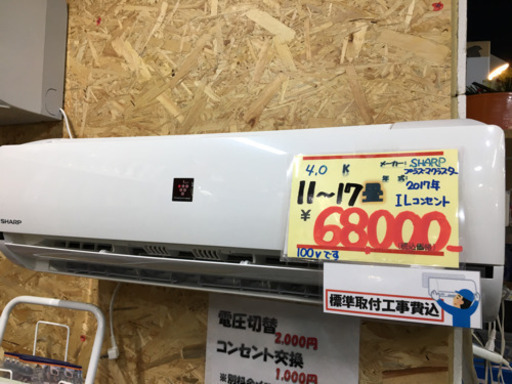 4.0 K
メーカー: SHARP
プラズマクラスター
年式: 2017年
11〜17畳
ILコンセント
¥68,000-
100Vです
標準取付工事費込
SHARP
電圧切替
2,000円
コンセント交換
1,000円